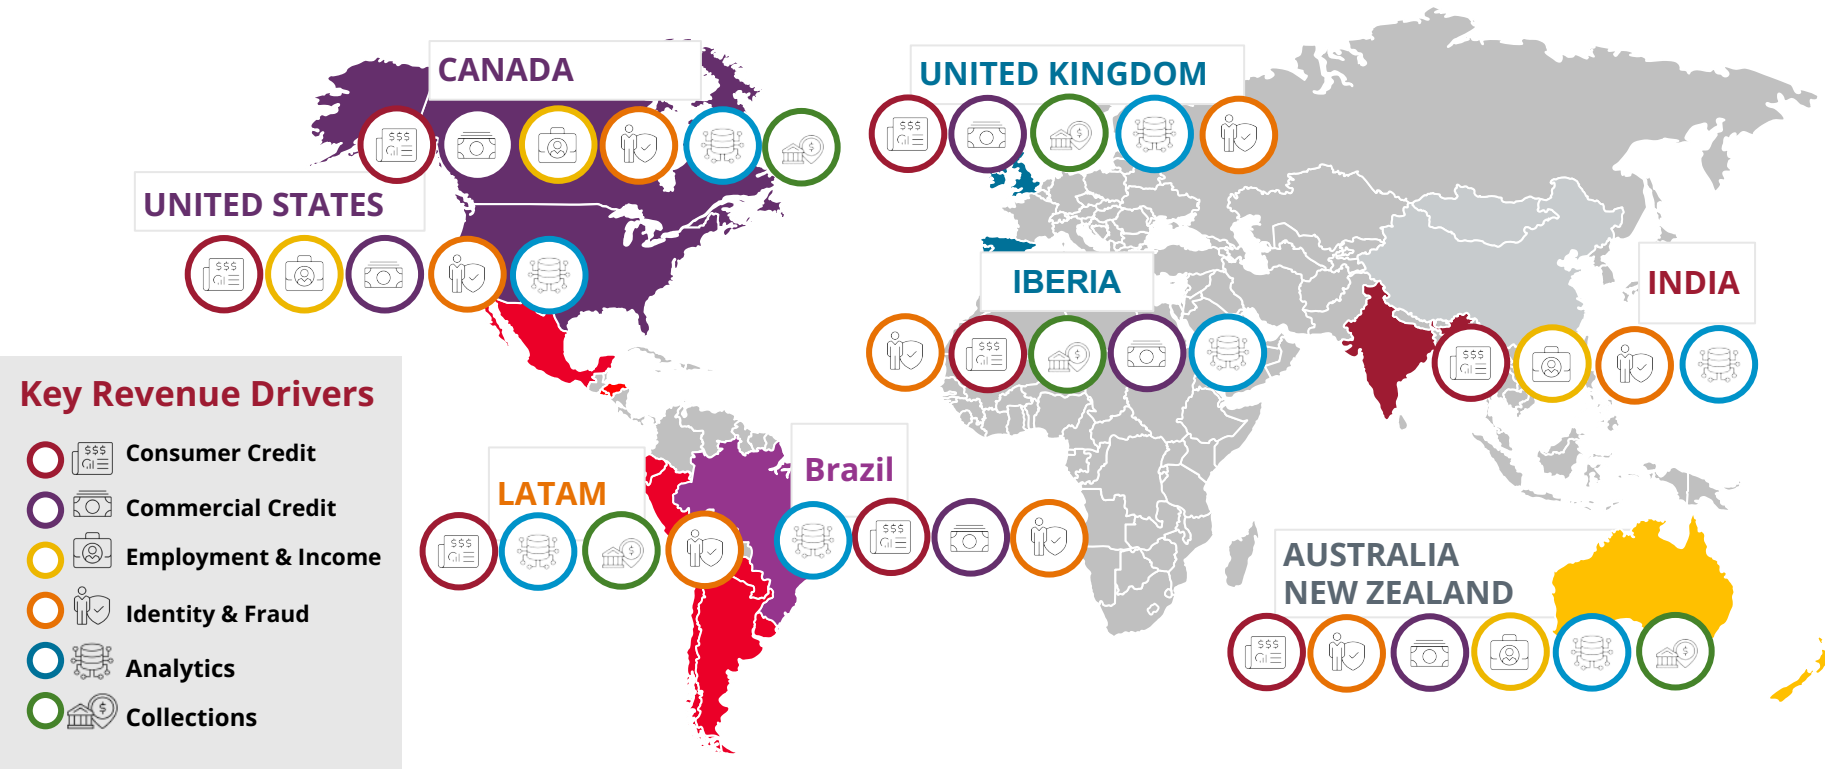 CANADA
UNITED KINGDOM
UNITED STATES
IBERIA
INDIA
Key Revenue Drivers
Consumer Credit
Commercial Credit
Employment & Income
Identity & Fraud
Analytics
Collections
LATAM
Brazil
AUSTRALIA
NEW ZEALAND